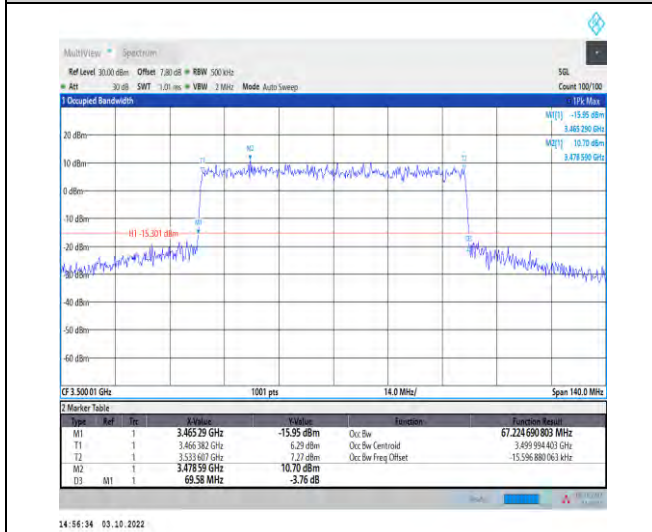 MultiView Spectrum
Ref Level 30.00 dBm Offset 7.80 dB RBW 500 kHz SGL
Att 30 dB SWT 1.01 ms VBW 2 MHz Mode Auto Sweep Count 100/100
1 Occupied Bandwidth 1Pk Max
M1[1] -15.95 dBm
3.465 290 GHz
M2[1] 10.70 dBm
3.478 590 GHz
20 dBm
M2
10 dBm
T1
T2
0 dBm
-10 dBm
H1 -15.301 dBm
-20 dBm
-30 dBm
-40 dBm
-50 dBm
-60 dBm
CF 3.500 01 GHz 1001 pts 14.0 MHz/ Span 140.0 MHz
2 Marker Table
Type Ref Trc X-Value Y-Value Function Function Result
M1 1 3.465 29 GHz -15.95 dBm Occ Bw 67.224 690 803 MHz
T1 1 3.466 382 GHz 6.29 dBm Occ Bw Centroid 3.499 994 403 GHz
T2 1 3.533 607 GHz 7.27 dBm Occ Bw Freq Offset -15.596 880 063 kHz
M2 1 3.478 59 GHz 10.70 dBm
D3 M1 1 69.58 MHz -3.76 dB
14:56:34 03.10.2022